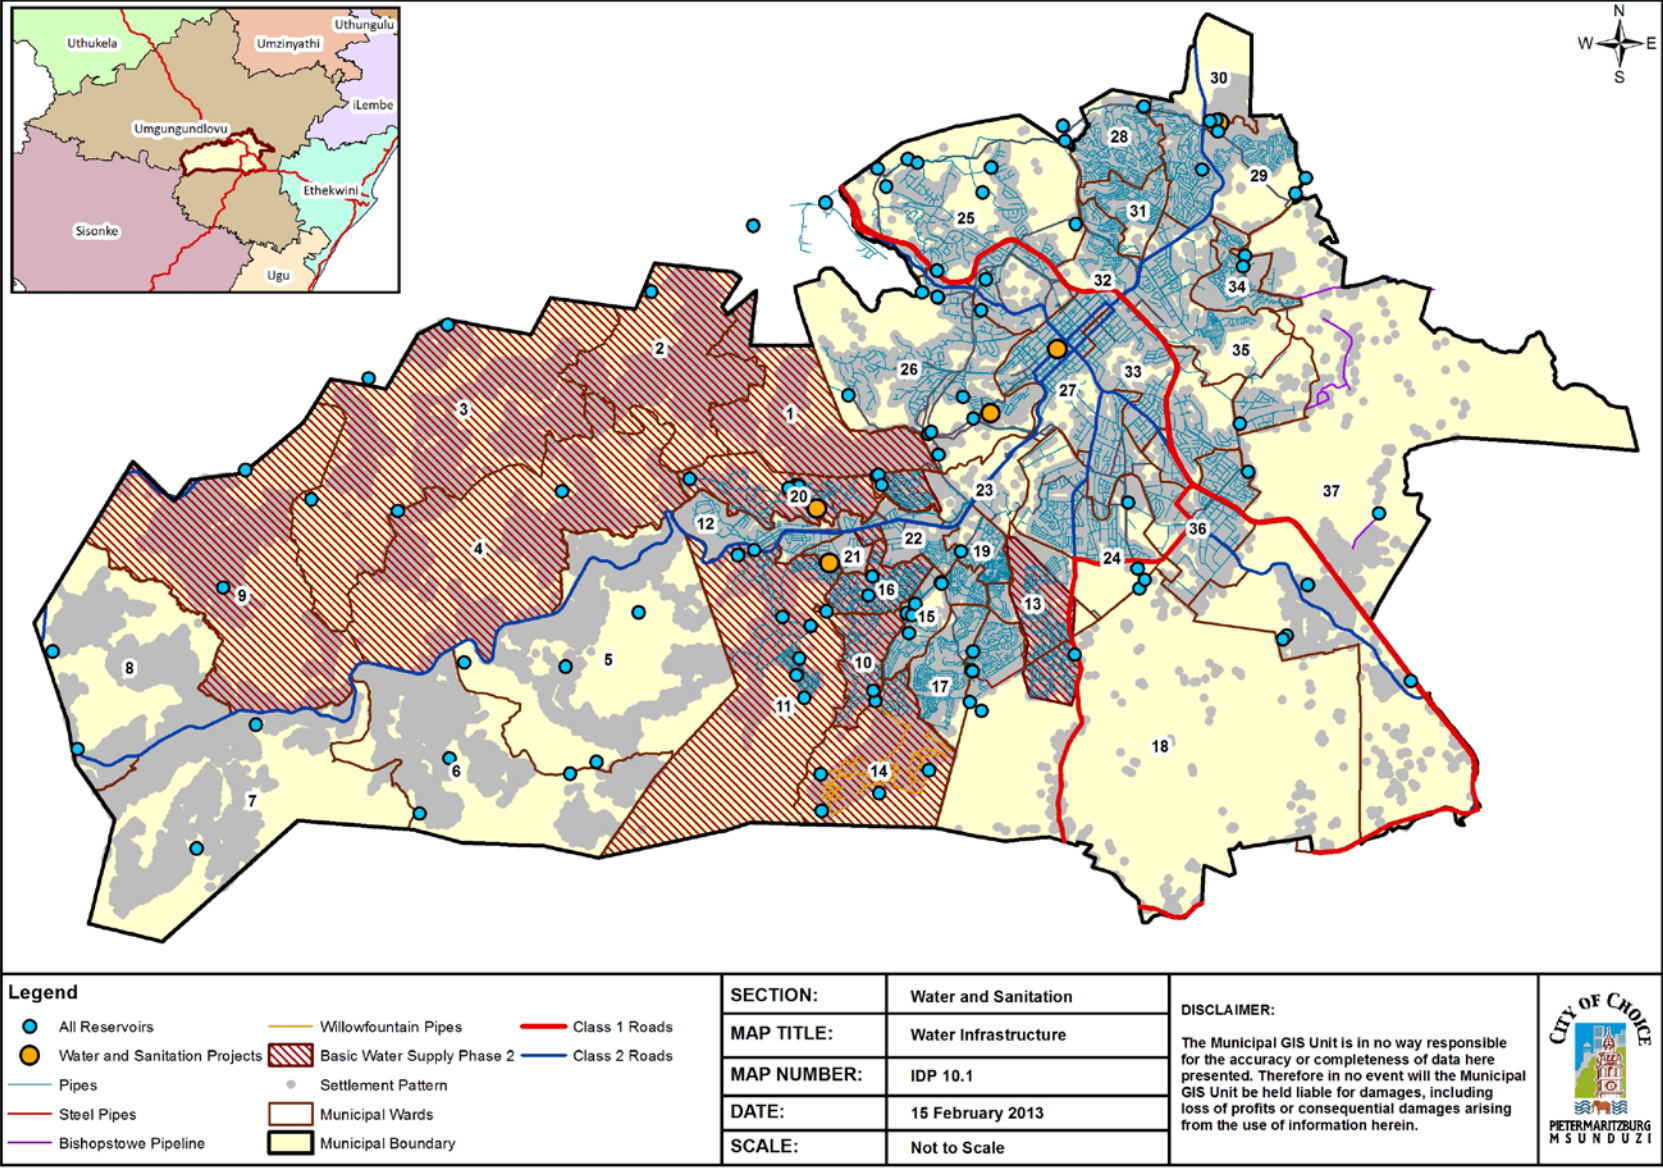 Uthungulu
Uthukela
Umzinyathi
iLembe
Umgungundlovu
Ethekwini
Sisonke
Ugu
N
W E
S
30
28
29
31
25
32
34
2
35
26
33
27
3
1
37
23
20
12
36
22
4
21
19
24
16
9
13
15
5
10
8
17
11
18
14
6
7
Legend
All Reservoirs
Water and Sanitation Projects
Pipes
Steel Pipes
Bishopstowe Pipeline
Willowfountain Pipes
Basic Water Supply Phase 2
Settlement Pattern
Municipal Wards
Municipal Boundary
Class 1 Roads
Class 2 Roads
SECTION: Water and Sanitation
MAP TITLE: Water Infrastructure
MAP NUMBER: IDP 10.1
DATE: 15 February 2013
SCALE: Not to Scale
DISCLAIMER:
The Municipal GIS Unit is in no way responsible
for the accuracy or completeness of data here
presented. Therefore in no event will the Municipal
GIS Unit be held liable for damages, including
loss of profits or consequential damages arising
from the use of information herein.
CITY OF CHOICE
PIETERMARITZBURG
MSUNDUZI